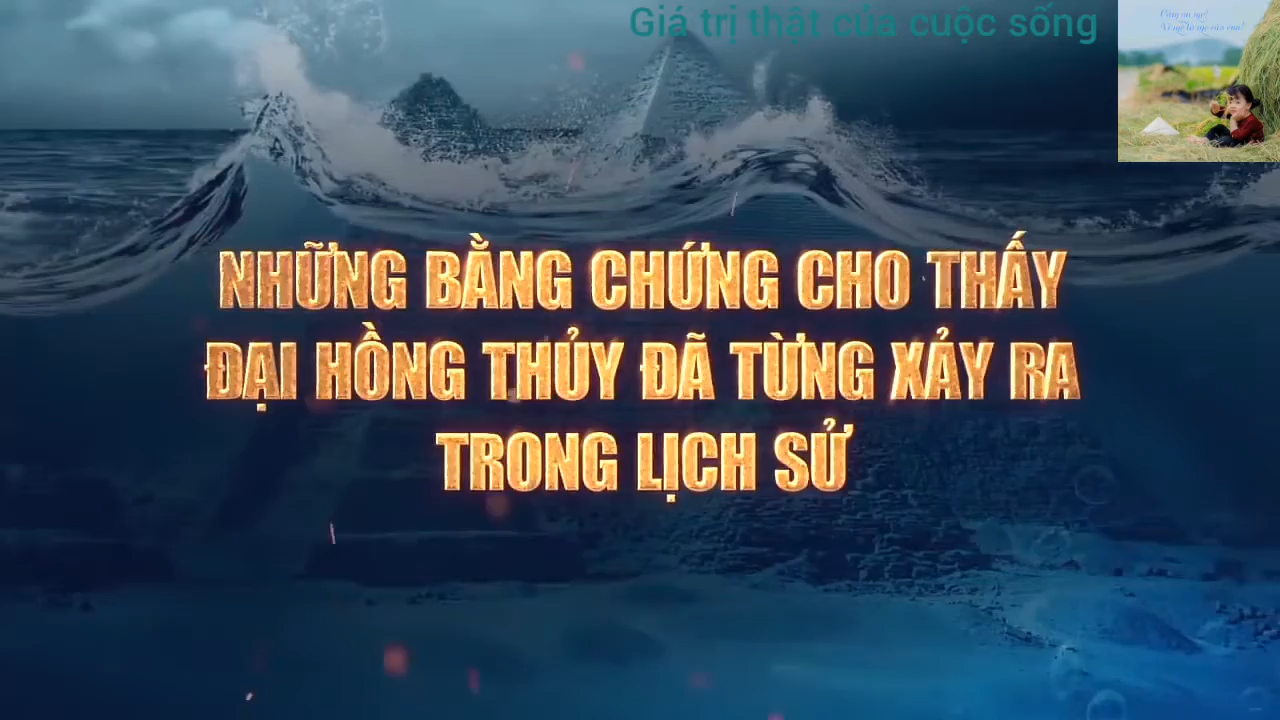 Giá trị thật của cuộc sống
NHỮNG BẰNG CHỨNG CHO THẤY
ĐẠI HỒNG THỦY ĐÃ TỪNG XẢY RA
TRONG LỊCH SỬ